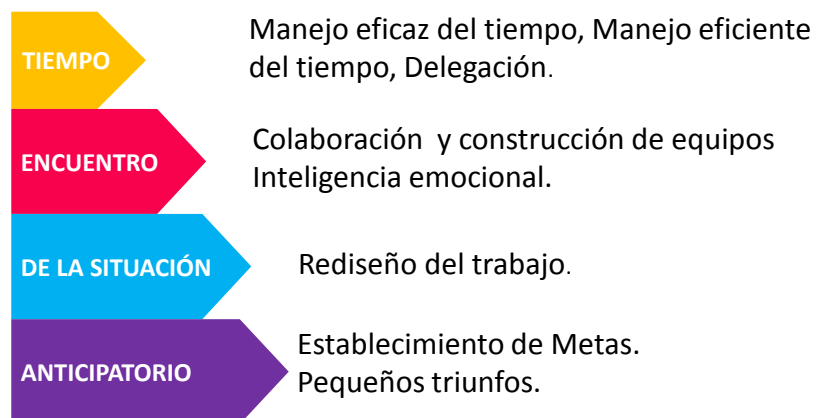 TIEMPO
Manejo eficaz del tiempo, Manejo eficiente
del tiempo, Delegación.
ENCUENTRO
Colaboración y construcción de equipos
Inteligencia emocional.
DE LA SITUACIÓN
Rediseño del trabajo.
ANTICIPATORIO
Establecimiento de Metas.
Pequeños triunfos.